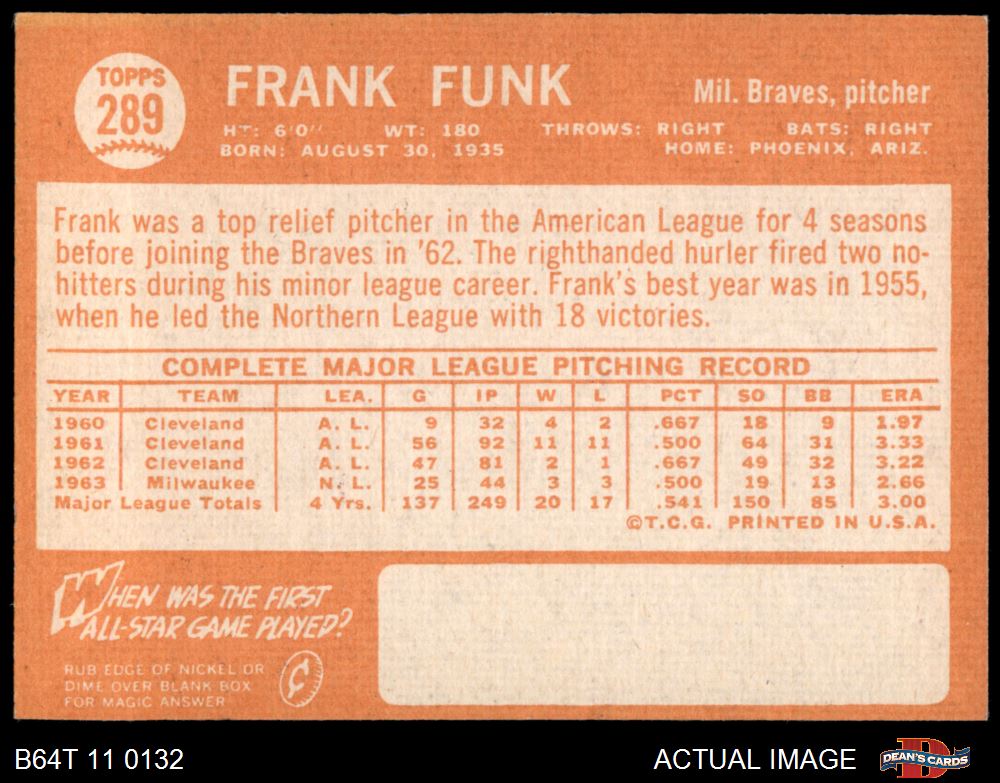 TOPPS
289
FRANK FUNK
Mil. Braves, pitcher
HT: 6'0" WT: 180 THROWS: RIGHT BATS: RIGHT
BORN: AUGUST 30, 1935 HOME: PHOENIX, ARIZ.
Frank was a top relief pitcher in the American League for 4 seasons
before joining the Braves in '62. The righthanded hurler fired two no-
hitters during his minor league career. Frank's best year was in 1955,
when he led the Northern League with 18 victories.
COMPLETE MAJOR LEAGUE PITCHING RECORD
YEAR TEAM LEA. G IP W L PCT SO BB ERA
1960 Cleveland A. L. 9 32 4 2 .667 18 9 1.97
1961 Cleveland A. L. 56 92 11 11 .500 64 31 3.33
1962 Cleveland A. L. 47 81 2 1 .667 49 32 3.22
1963 Milwaukee N. L. 25 44 3 3 .500 19 13 2.66
Major League Totals 4 Yrs. 137 249 20 17 .541 150 85 3.00
©T.C.G. PRINTED IN U.S.A.
WHEN WAS THE FIRST
ALL-STAR GAME PLAYED?
RUB EDGE OF NICKEL OR
DIME OVER BLANK BOX
FOR MAGIC ANSWER
¢
B64T 11 0132 ACTUAL IMAGE D DEAN'S CARDS